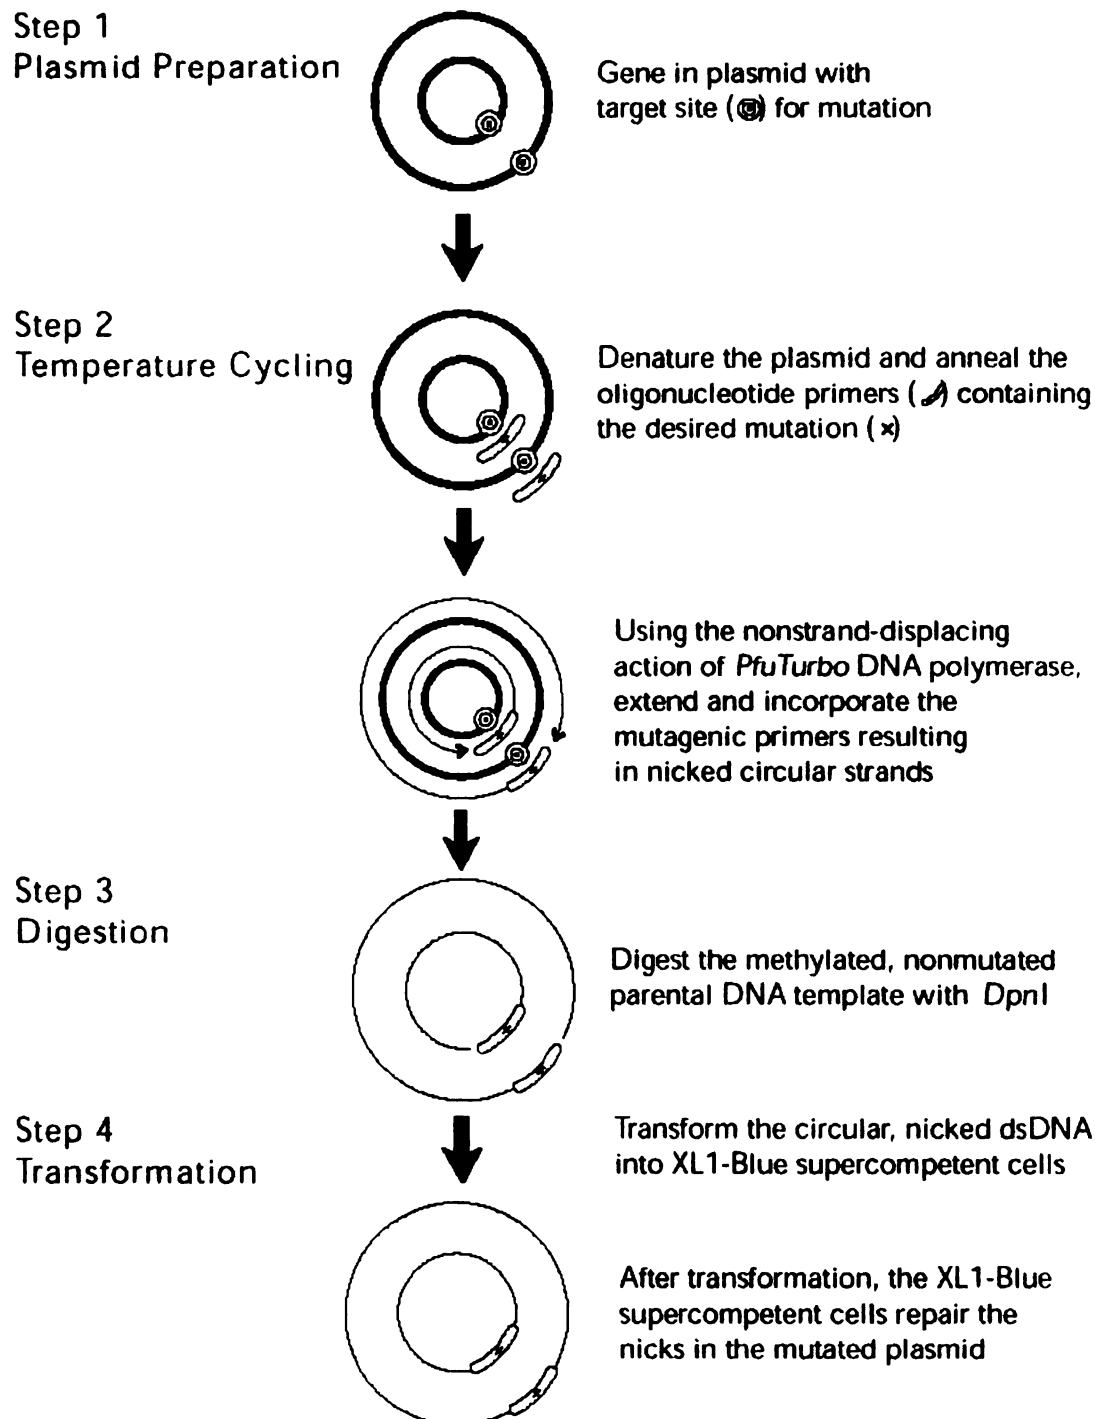 Step 1
Plasmid Preparation
Gene in plasmid with
target site ( ) for mutation
Step 2
Temperature Cycling
Denature the plasmid and anneal the
oligonucleotide primers ( ) containing
the desired mutation ( x )
Using the nonstrand-displacing
action of PfuTurbo DNA polymerase,
extend and incorporate the
mutagenic primers resulting
in nicked circular strands
Step 3
Digestion
Digest the methylated, nonmutated
parental DNA template with DpnI
Step 4
Transformation
Transform the circular, nicked dsDNA
into XL1-Blue supercompetent cells
After transformation, the XL1-Blue
supercompetent cells repair the
nicks in the mutated plasmid